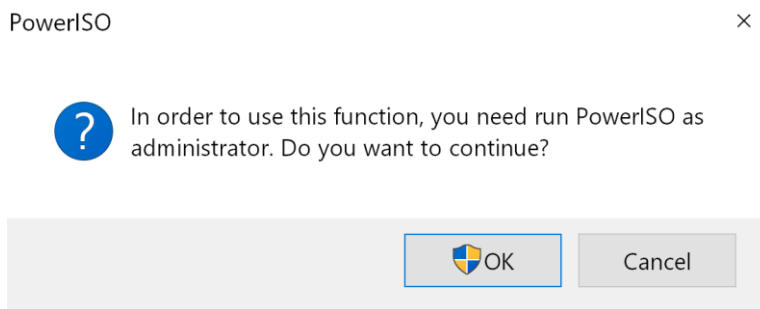 PowerISO
In order to use this function, you need run PowerISO as
administrator. Do you want to continue?
OK
Cancel